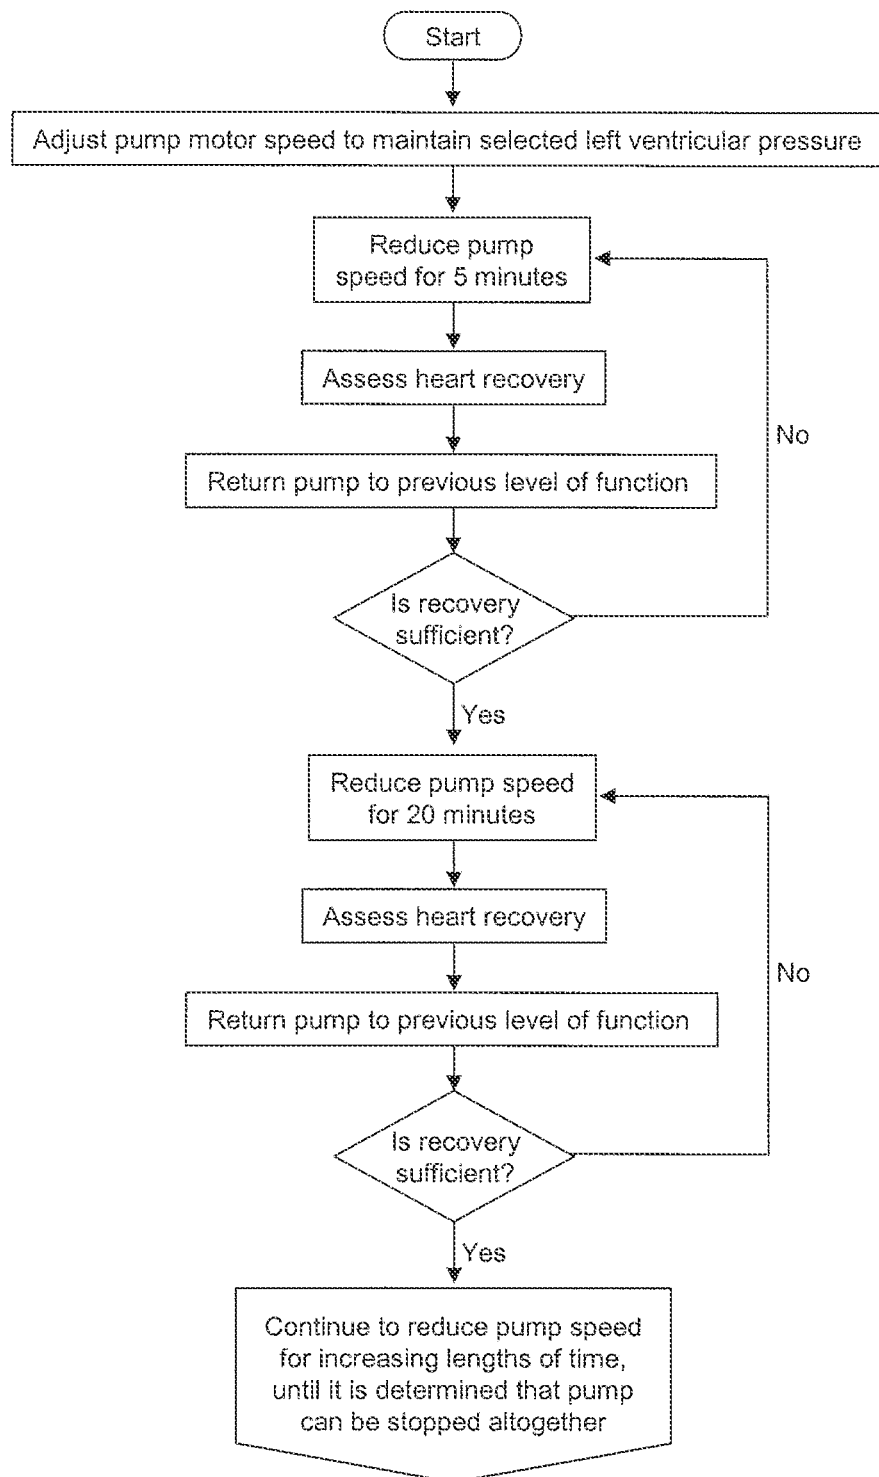 Start
Adjust pump motor speed to maintain selected left ventricular pressure
Reduce pump
speed for 5 minutes
Assess heart recovery
No
Return pump to previous level of function
Is recovery
sufficient?
Yes
Reduce pump speed
for 20 minutes
Assess heart recovery
No
Return pump to previous level of function
Is recovery
sufficient?
Yes
Continue to reduce pump speed
for increasing lengths of time,
until it is determined that pump
can be stopped altogether